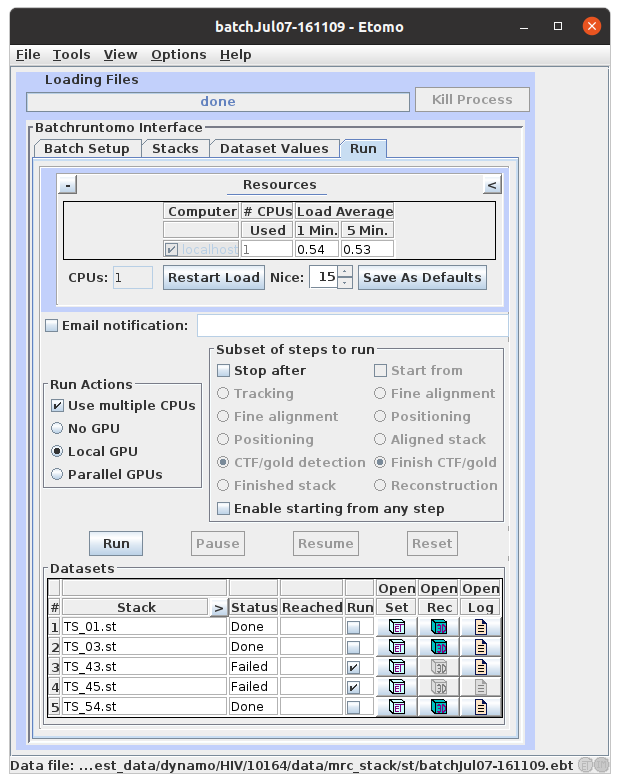 batchJul07-161109 - Etomo
File Tools View Options Help
Loading Files
done Kill Process
Batchruntomo Interface
Batch Setup Stacks Dataset Values Run
- Resources <
Computer # CPUs Load Average
Used 1 Min. 5 Min.
localhost 1 0.54 0.53
CPUs: 1 Restart Load Nice: 15 Save As Defaults
Email notification:
Subset of steps to run
Stop after Start from
Tracking Fine alignment
Fine alignment Positioning
Positioning Aligned stack
CTF/gold detection Finish CTF/gold
Finished stack Reconstruction
Enable starting from any step
Run Actions
Use multiple CPUs
No GPU
Local GPU
Parallel GPUs
Run Pause Resume Reset
Datasets
Open Open Open
# Stack > Status Reached Run Set Rec Log
1 TS_01.st Done ET 3D
2 TS_03.st Done ET 3D
3 TS_43.st Failed ET 3D
4 TS_45.st Failed ET 3D
5 TS_54.st Done ET 3D
Data file: ...est_data/dynamo/HIV/10164/data/mrc_stack/st/batchJul07-161109.ebt